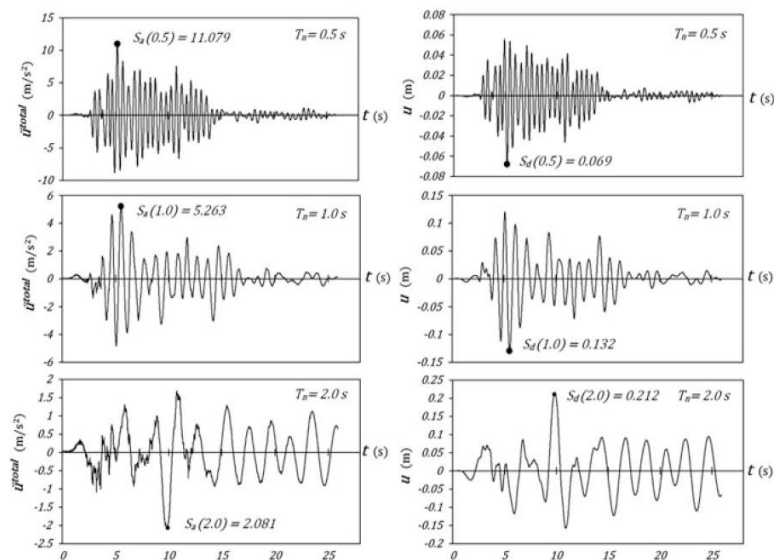 15
10
5
0
-5
-10
ü^total (m/s²)
S_a(0.5) = 11.079
T_n = 0.5 s
t (s)
0.08
0.06
0.04
0.02
0
-0.02
-0.04
-0.06
-0.08
u (m)
T_n = 0.5 s
t (s)
S_d(0.5) = 0.069
6
4
2
0
-2
-4
-6
ü^total (m/s²)
S_a(1.0) = 5.263
T_n = 1.0 s
t (s)
0.15
0.1
0.05
0
-0.05
-0.1
-0.15
u (m)
T_n = 1.0 s
t (s)
S_d(1.0) = 0.132
2
1.5
1
0.5
0
-0.5
-1
-1.5
-2
-2.5
ü^total (m/s²)
T_n = 2.0 s
t (s)
S_a(2.0) = 2.081
0 5 10 15 20 25
0.25
0.2
0.15
0.1
0.05
0
-0.05
-0.1
-0.15
-0.2
u (m)
S_d(2.0) = 0.212
T_n = 2.0 s
t (s)
0 5 10 15 20 25